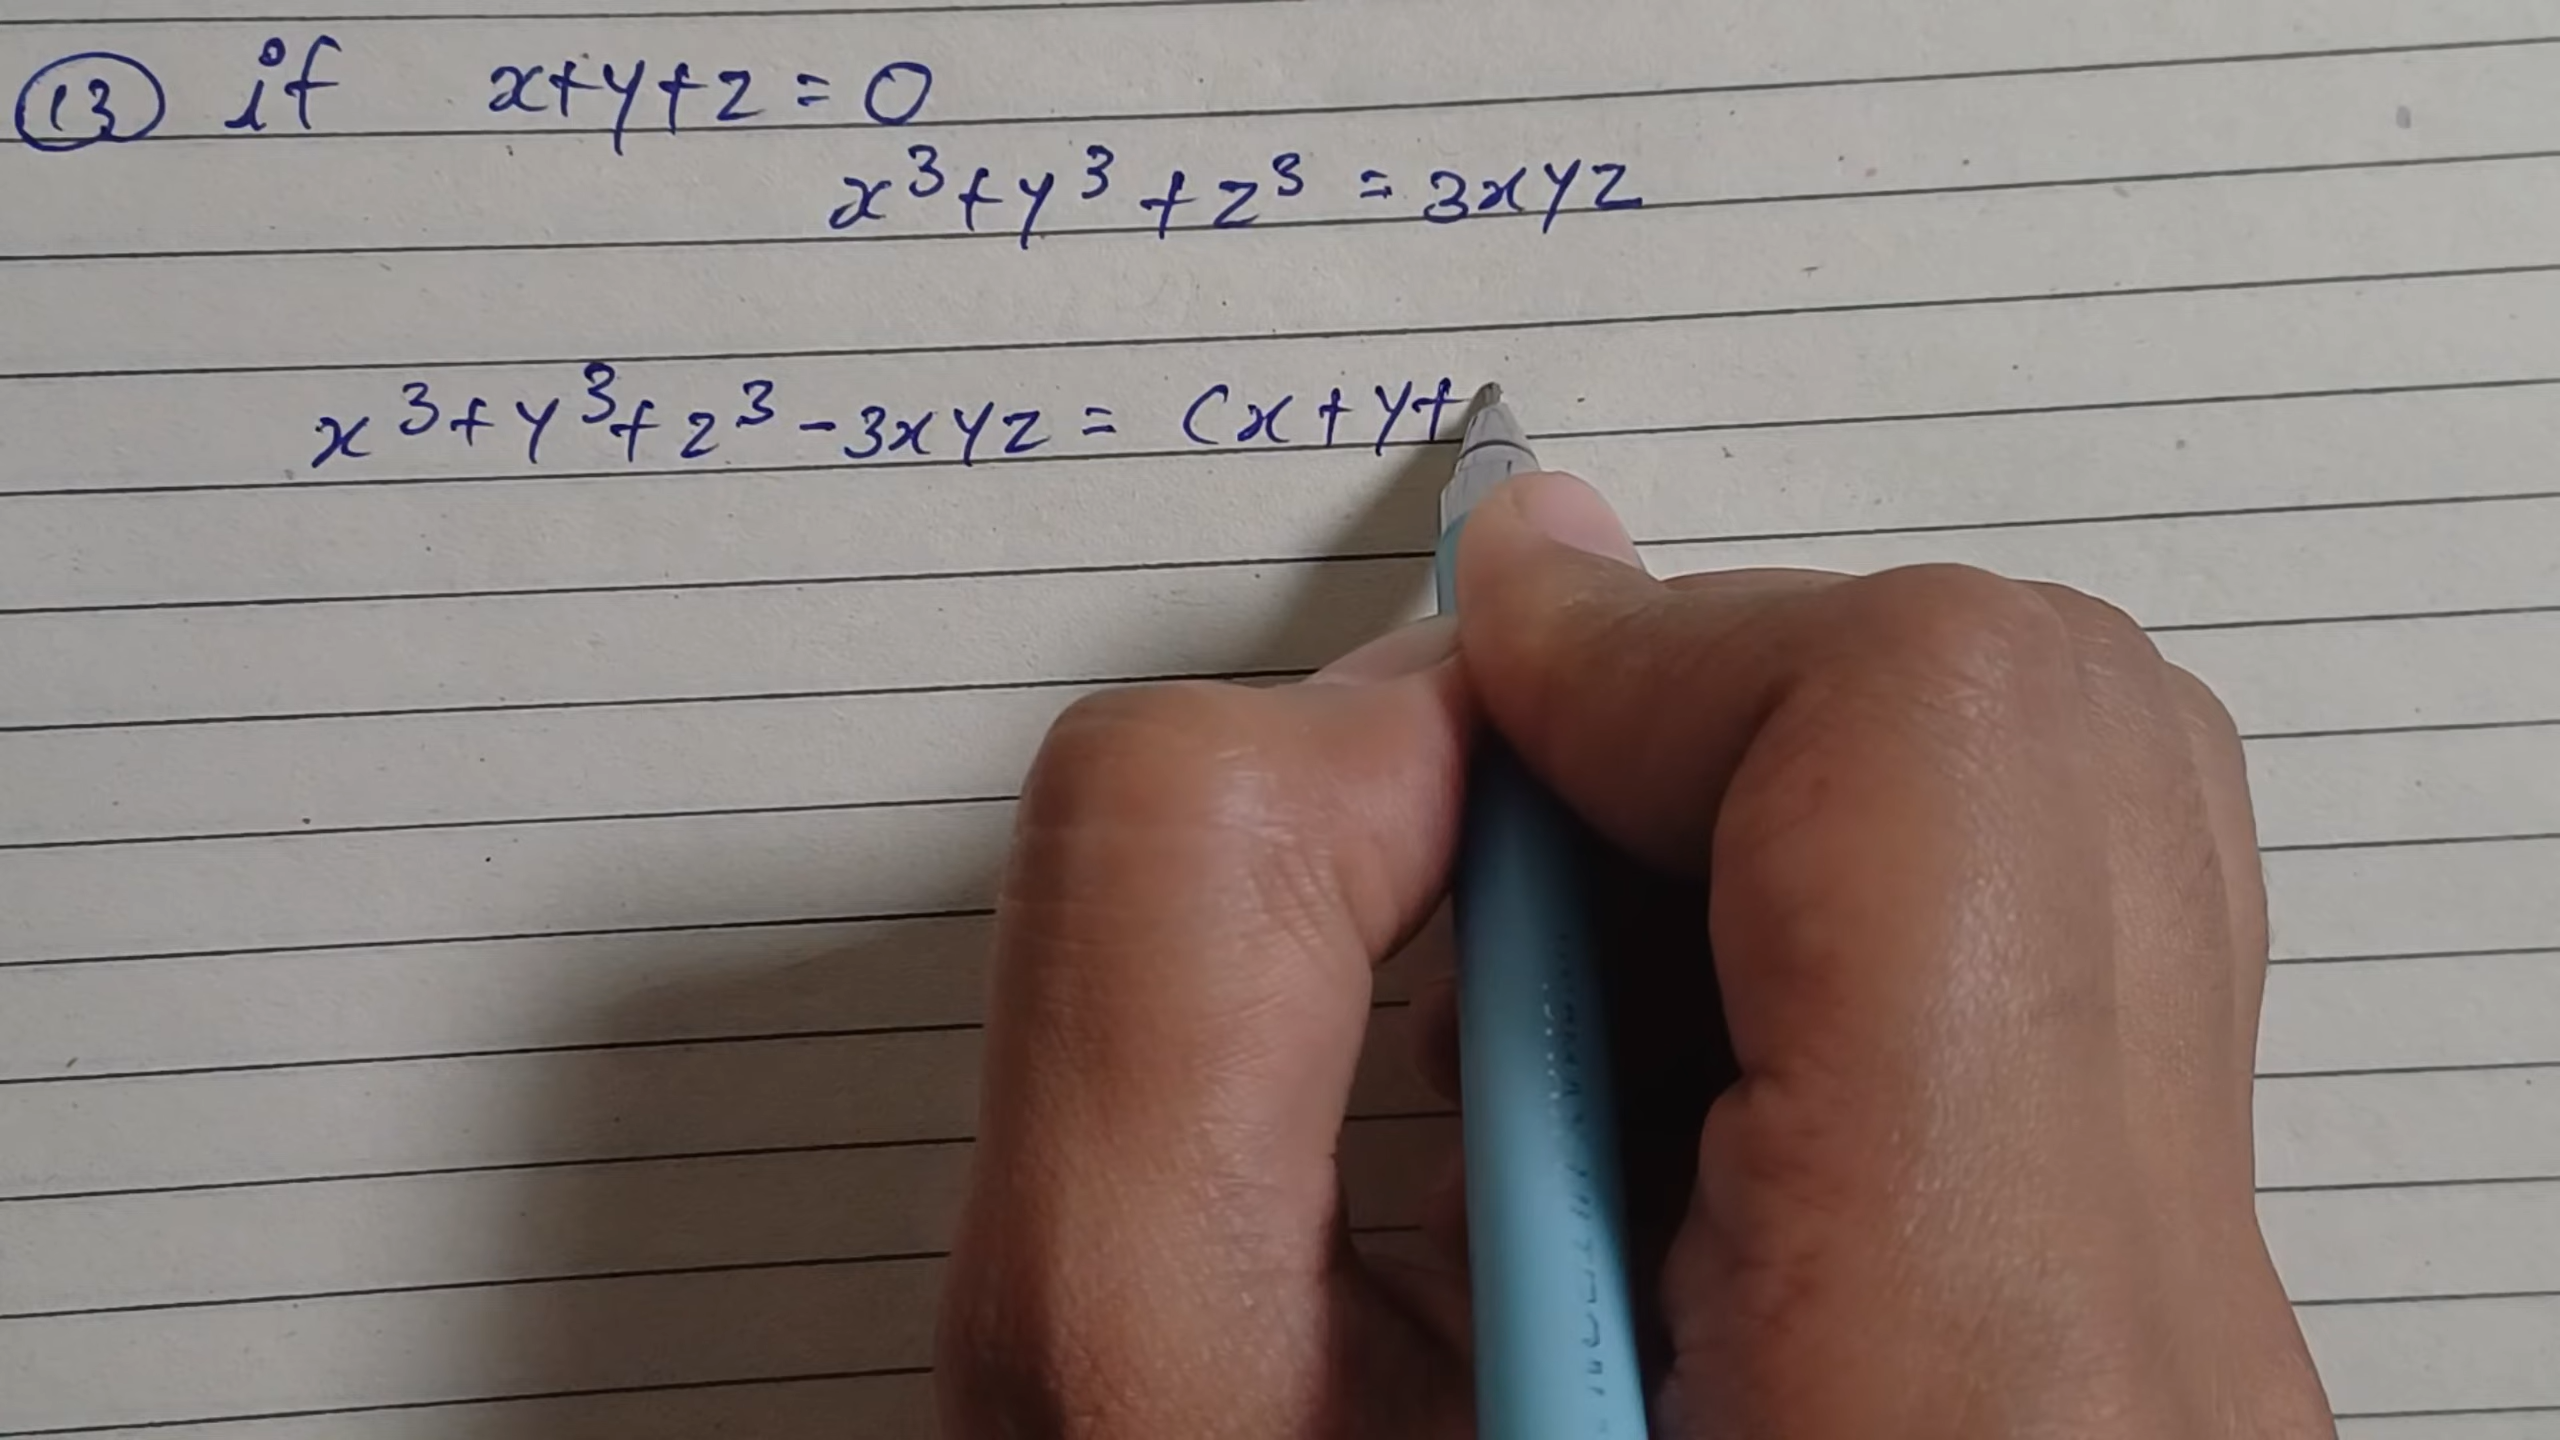 (13) if x+y+z = 0
x³+y³+z³ = 3xyz
x³+y³+z³-3xyz = (x+y+